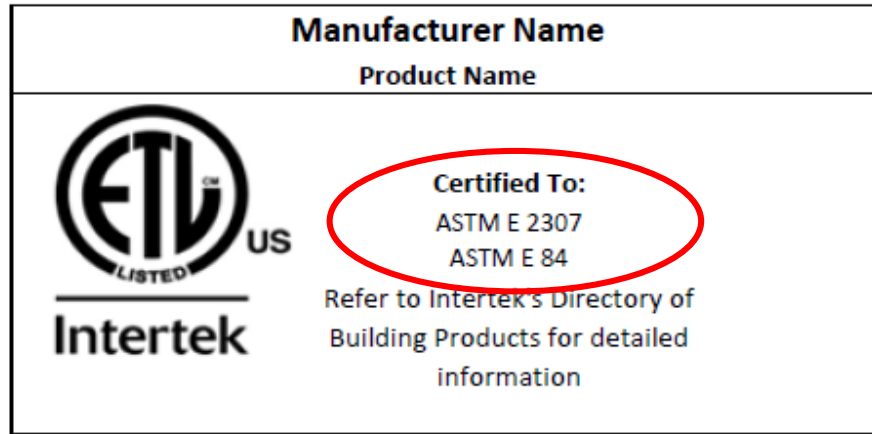 Manufacturer Name
Product Name
ETL
CM
US
LISTED
Intertek
Certified To:
ASTM E 2307
ASTM E 84
Refer to Intertek's Directory of
Building Products for detailed
information